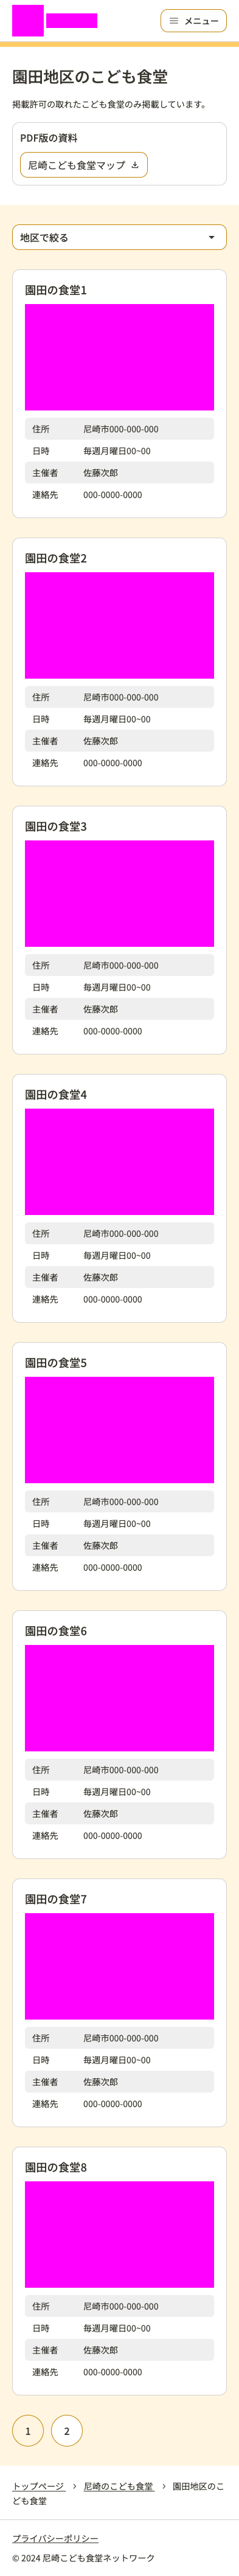 メニュー
園田地区のこども食堂
掲載許可の取れたこども食堂のみ掲載しています。
PDF版の資料
尼崎こども食堂マップ
地区で絞る
園田の食堂1
住所 尼崎市000-000-000
日時 毎週月曜日00~00
主催者 佐藤次郎
連絡先 000-0000-0000
園田の食堂2
住所 尼崎市000-000-000
日時 毎週月曜日00~00
主催者 佐藤次郎
連絡先 000-0000-0000
園田の食堂3
住所 尼崎市000-000-000
日時 毎週月曜日00~00
主催者 佐藤次郎
連絡先 000-0000-0000
園田の食堂4
住所 尼崎市000-000-000
日時 毎週月曜日00~00
主催者 佐藤次郎
連絡先 000-0000-0000
園田の食堂5
住所 尼崎市000-000-000
日時 毎週月曜日00~00
主催者 佐藤次郎
連絡先 000-0000-0000
園田の食堂6
住所 尼崎市000-000-000
日時 毎週月曜日00~00
主催者 佐藤次郎
連絡先 000-0000-0000
園田の食堂7
住所 尼崎市000-000-000
日時 毎週月曜日00~00
主催者 佐藤次郎
連絡先 000-0000-0000
園田の食堂8
住所 尼崎市000-000-000
日時 毎週月曜日00~00
主催者 佐藤次郎
連絡先 000-0000-0000
1 2
トップページ > 尼崎のこども食堂 > 園田地区のこ
ども食堂
プライバシーポリシー
© 2024 尼崎こども食堂ネットワーク